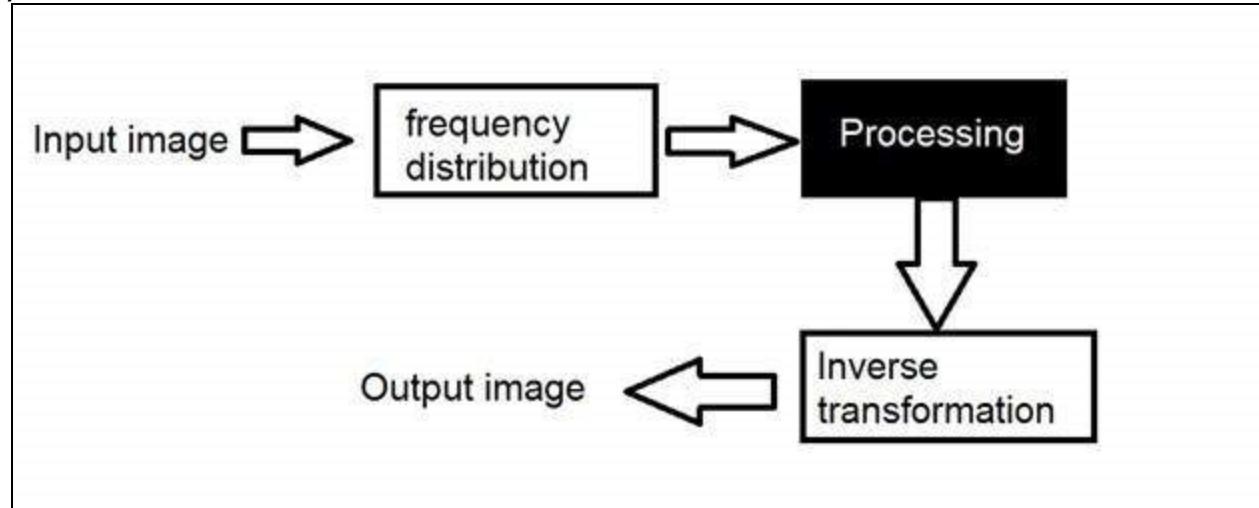 Input image
frequency
distribution
Processing
Inverse
transformation
Output image